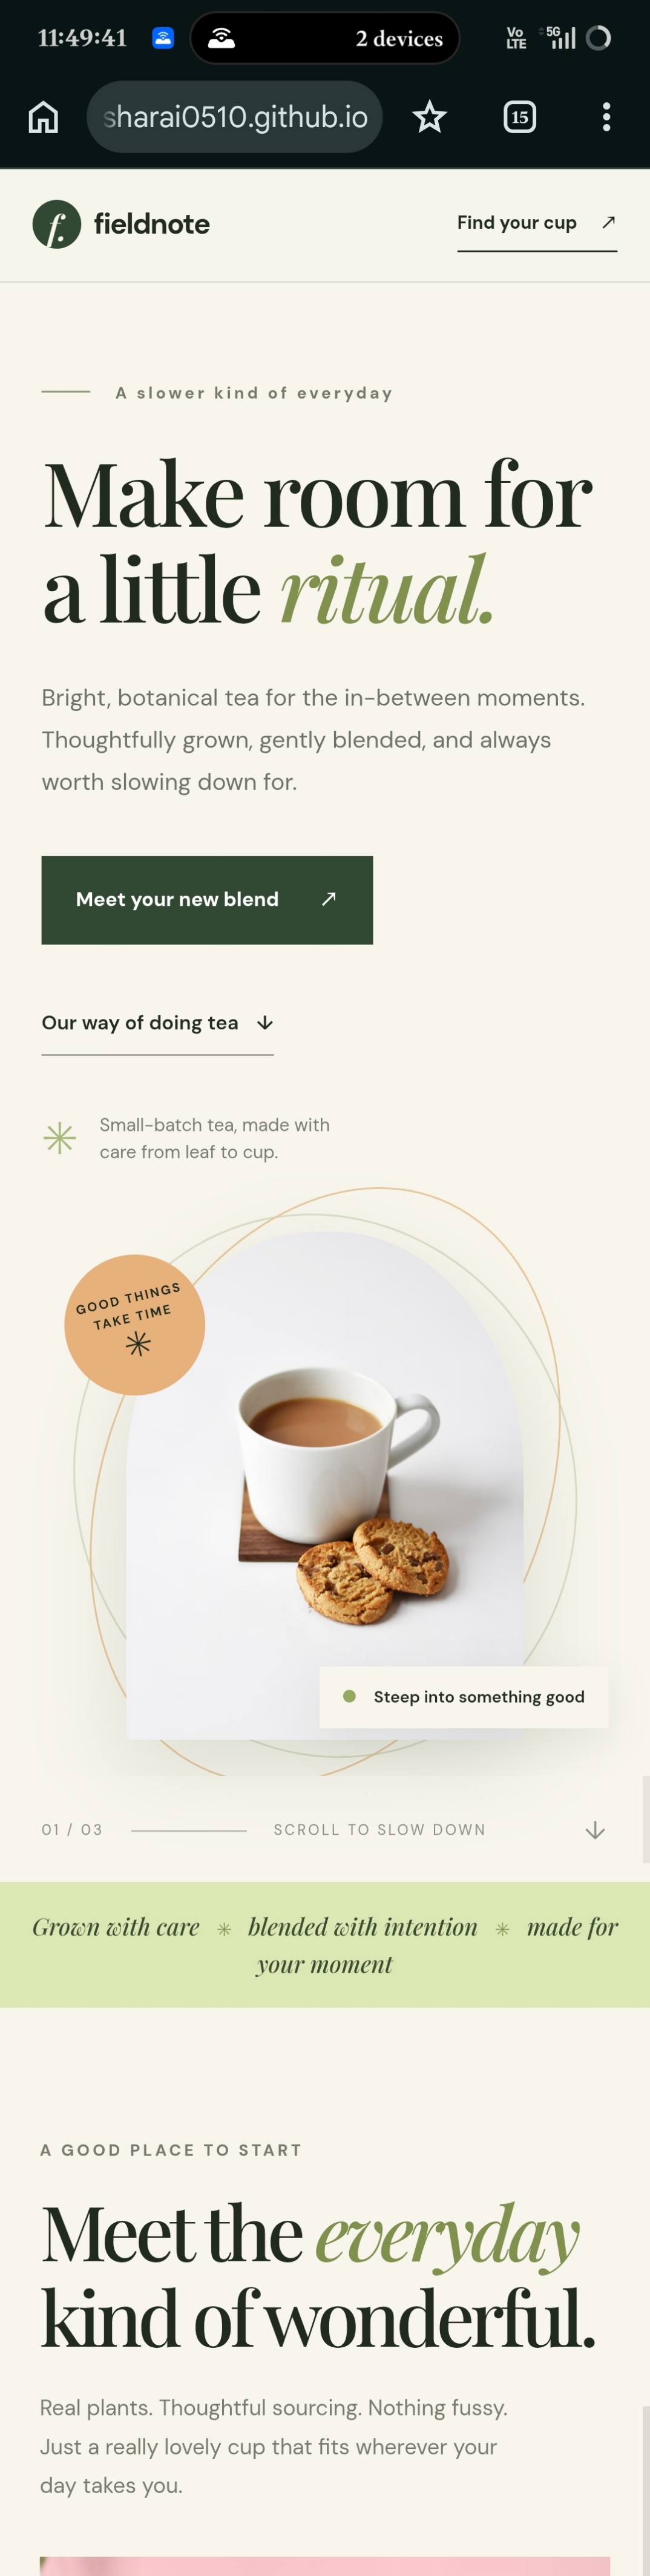 11:49:41
2 devices
Vo
LTE
5G
sharai0510.github.io
15
f.
fieldnote
Find your cup ↗
A slower kind of everyday
Make room for
a little ritual.
Bright, botanical tea for the in-between moments.
Thoughtfully grown, gently blended, and always
worth slowing down for.
Meet your new blend ↗
Our way of doing tea ↓
Small-batch tea, made with
care from leaf to cup.
GOOD THINGS
TAKE TIME
Steep into something good
01 / 03
SCROLL TO SLOW DOWN ↓
Grown with care ✳ blended with intention ✳ made for
your moment
A GOOD PLACE TO START
Meet the everyday
kind of wonderful.
Real plants. Thoughtful sourcing. Nothing fussy.
Just a really lovely cup that fits wherever your
day takes you.